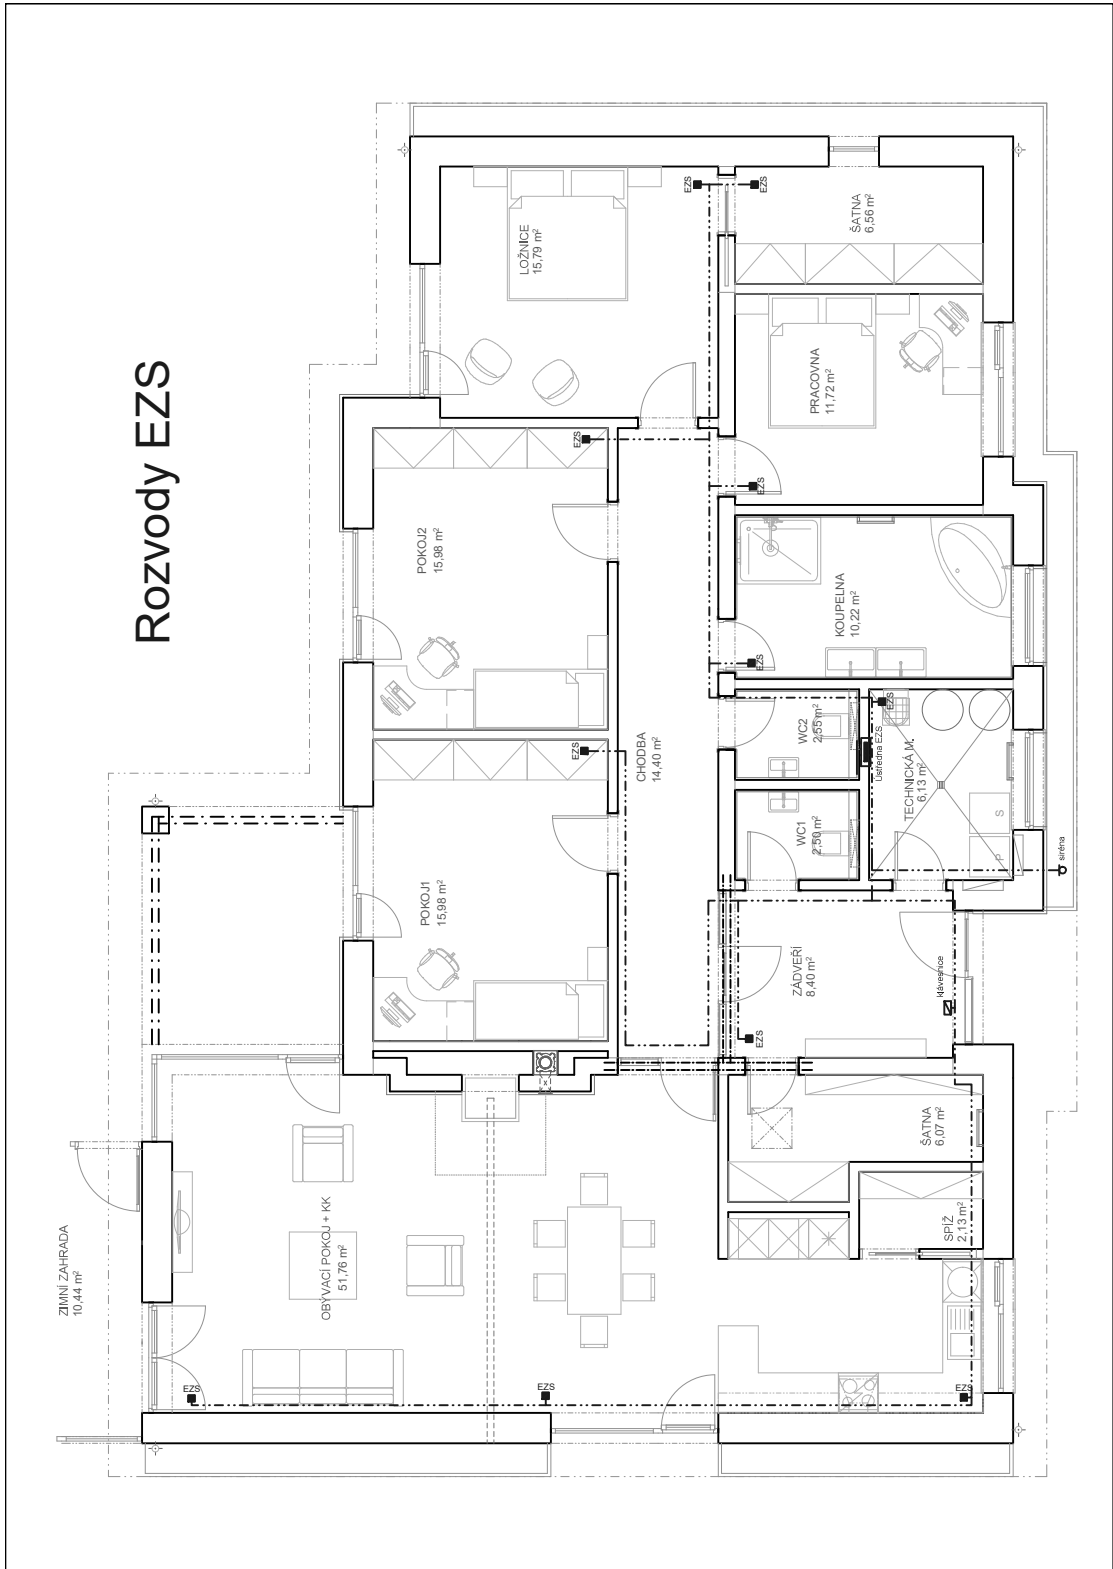 Rozvody EZS
ZIMNÍ ZAHRADA
10,44 m²
OBÝVACÍ POKOJ + KK
51,76 m²
POKOJ1
15,98 m²
POKOJ2
15,98 m²
LOŽNICE
15,79 m²
CHODBA
14,40 m²
ŠATNA
6,56 m²
PRACOVNA
11,72 m²
KOUPELNA
10,22 m²
WC2
2,55 m²
WC1
2,50 m²
TECHNICKÁ M.
6,13 m²
ZÁDVEŘÍ
8,40 m²
ŠATNA
6,07 m²
SPÍŽ
2,13 m²
Ústředna EZS
klávesnice
siréna
P
S
EZS
EZS
EZS
EZS
EZS
EZS
EZS
EZS
EZS
EZS
EZS